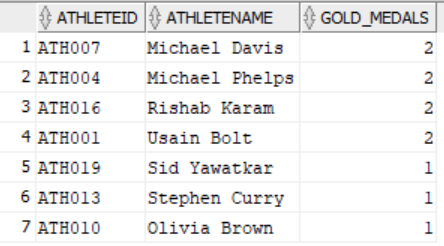 ATHLETEID ATHLETENAME GOLD_MEDALS
1 ATH007 Michael Davis 2
2 ATH004 Michael Phelps 2
3 ATH016 Rishab Karam 2
4 ATH001 Usain Bolt 2
5 ATH019 Sid Yawatkar 1
6 ATH013 Stephen Curry 1
7 ATH010 Olivia Brown 1